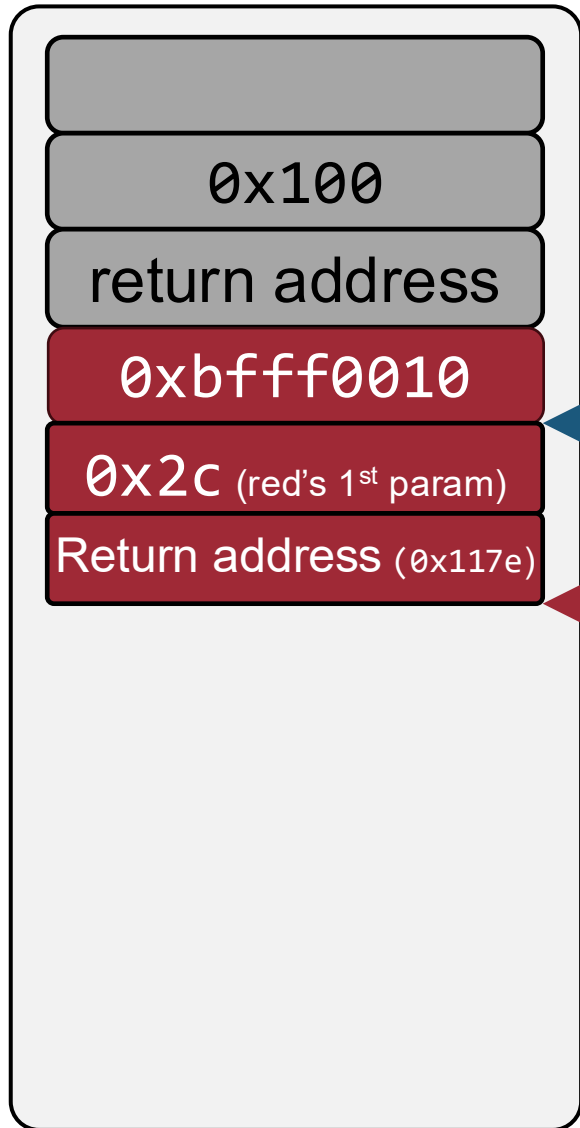 0x100
return address
0xbfff0010
0x2c (red's 1st param)
Return address (0x117e)